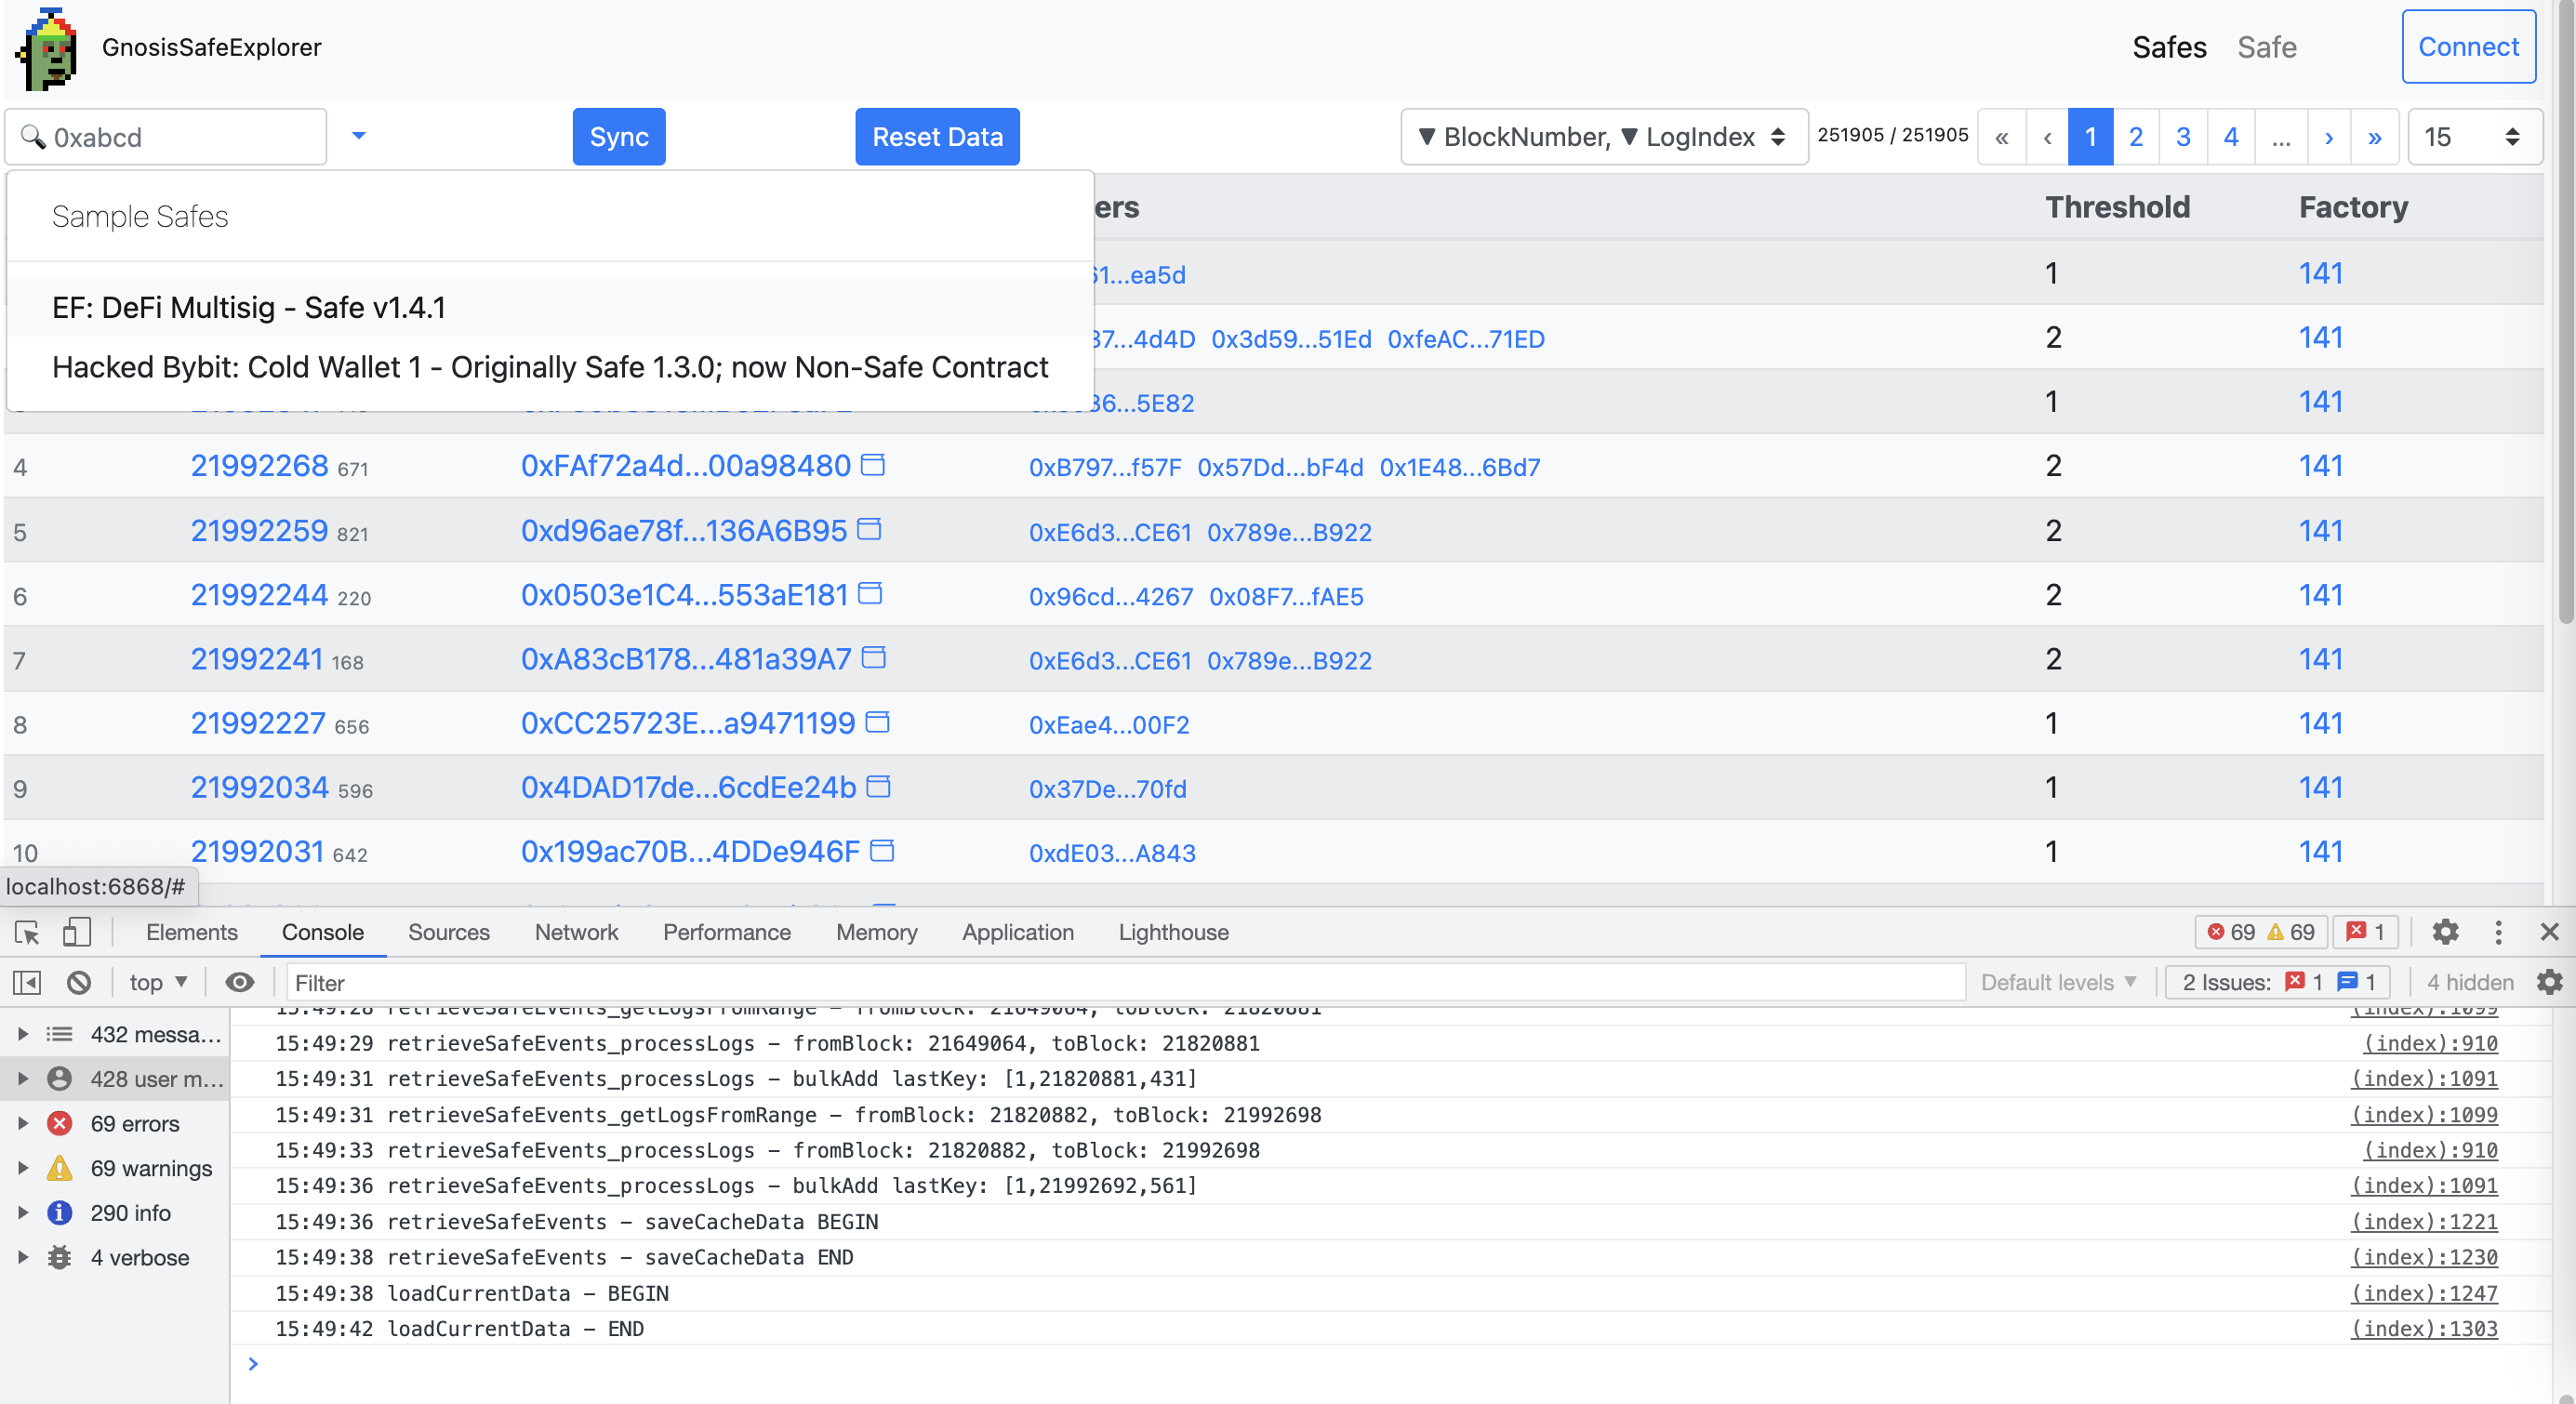 GnosisSafeExplorer
Safes Safe Connect
🔍 0xabcd Sync Reset Data ▼ BlockNumber, ▼ LogIndex 251905 / 251905 « ‹ 1 2 3 4 … › » 15
Sample Safes
EF: DeFi Multisig - Safe v1.4.1
Hacked Bybit: Cold Wallet 1 - Originally Safe 1.3.0; now Non-Safe Contract
ers Threshold Factory
61...ea5d 1 141
37...4d4D 0x3d59...51Ed 0xfeAC...71ED 2 141
36...5E82 1 141
4 21992268 671 0xFAf72a4d...00a98480 0xB797...f57F 0x57Dd...bF4d 0x1E48...6Bd7 2 141
5 21992259 821 0xd96ae78f...136A6B95 0xE6d3...CE61 0x789e...B922 2 141
6 21992244 220 0x0503e1C4...553aE181 0x96cd...4267 0x08F7...fAE5 2 141
7 21992241 168 0xA83cB178...481a39A7 0xE6d3...CE61 0x789e...B922 2 141
8 21992227 656 0xCC25723E...a9471199 0xEae4...00F2 1 141
9 21992034 596 0x4DAD17de...6cdEe24b 0x37De...70fd 1 141
10 21992031 642 0x199ac70B...4DDe946F 0xdE03...A843 1 141
localhost:6868/#
Elements Console Sources Network Performance Memory Application Lighthouse 69 69 1
top ▼ Filter Default levels ▼ 2 Issues: 1 1 4 hidden
432 messa…
428 user m…
69 errors
69 warnings
290 info
4 verbose
15:49:28 retrieveSafeEvents_getLogsFromRange - fromBlock: 21649064, toBlock: 21820881 (index):1099
15:49:29 retrieveSafeEvents_processLogs - fromBlock: 21649064, toBlock: 21820881 (index):910
15:49:31 retrieveSafeEvents_processLogs - bulkAdd lastKey: [1,21820881,431] (index):1091
15:49:31 retrieveSafeEvents_getLogsFromRange - fromBlock: 21820882, toBlock: 21992698 (index):1099
15:49:33 retrieveSafeEvents_processLogs - fromBlock: 21820882, toBlock: 21992698 (index):910
15:49:36 retrieveSafeEvents_processLogs - bulkAdd lastKey: [1,21992692,561] (index):1091
15:49:36 retrieveSafeEvents - saveCacheData BEGIN (index):1221
15:49:38 retrieveSafeEvents - saveCacheData END (index):1230
15:49:38 loadCurrentData - BEGIN (index):1247
15:49:42 loadCurrentData - END (index):1303